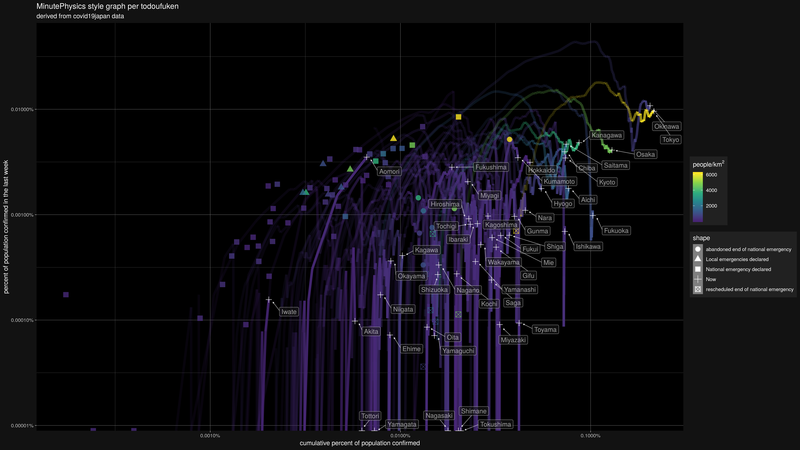 MinutePhysics style graph per todoufuken
derived from covid19japan data
percent of population confirmed in the last week
0.01000%
0.00100%
0.00010%
0.00001%
Okinawa
Kanagawa
Tokyo
Osaka
Saitama
Chiba
Hokkaido
Fukushima
Aomori
Kumamoto
Kyoto
Miyagi
Hyogo
Aichi
Hiroshima
Nara
Fukuoka
Tochigi
Kagoshima
Gunma
Ibaraki
Shiga
Ishikawa
Fukui
Kagawa
Wakayama
Mie
Okayama
Gifu
Shizuoka
Nagano
Yamanashi
Kochi
Saga
Iwate
Niigata
Akita
Oita
Toyama
Ehime
Yamaguchi
Miyazaki
Tottori
Nagasaki
Shimane
Yamagata
Tokushima
0.0010%
0.0100%
0.1000%
cumulative percent of population confirmed
people/km²
6000
4000
2000
shape
abandoned end of national emergency
Local emergencies declared
National emergency declared
Now
rescheduled end of national emergency